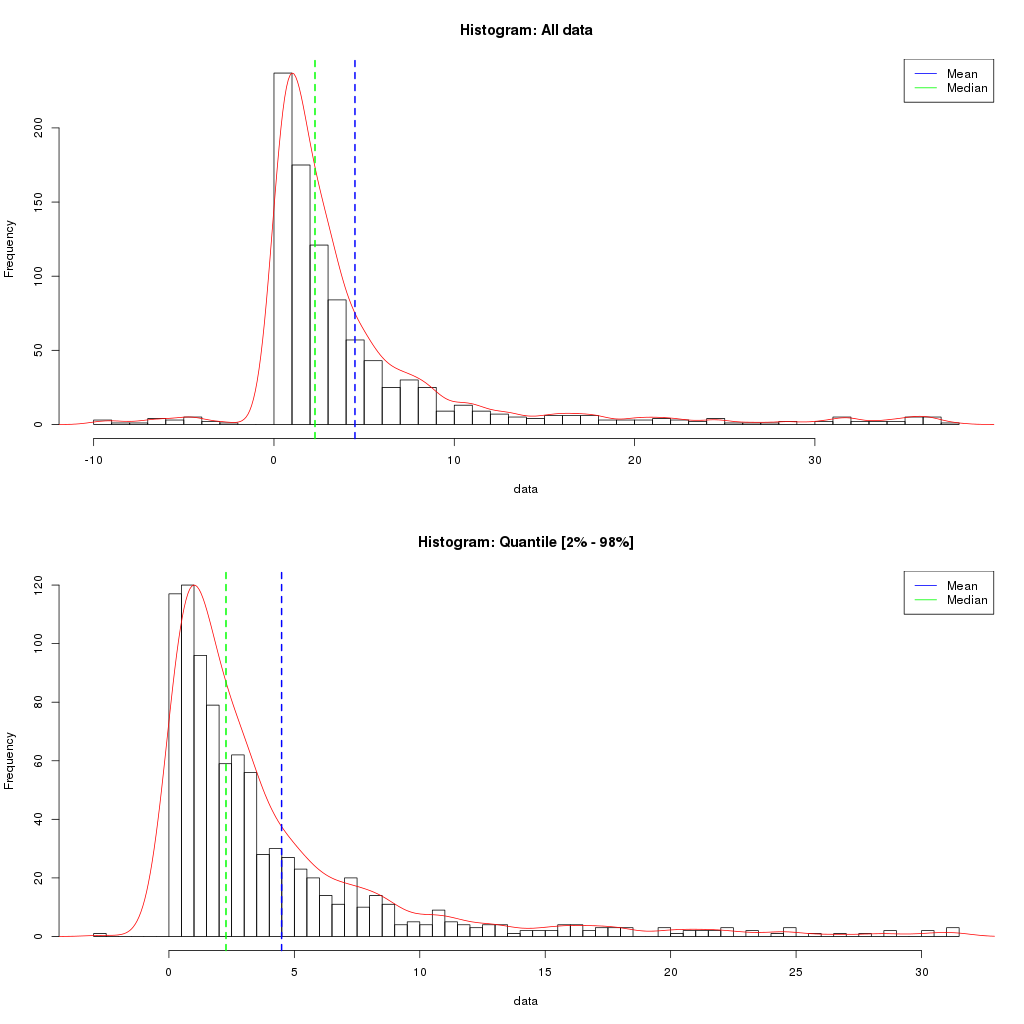 Histogram: All data
Mean
Median
Frequency
0 50 100 150 200
-10 0 10 20 30
data
Histogram: Quantile [2% - 98%]
Mean
Median
Frequency
0 20 40 60 80 100 120
0 5 10 15 20 25 30
data